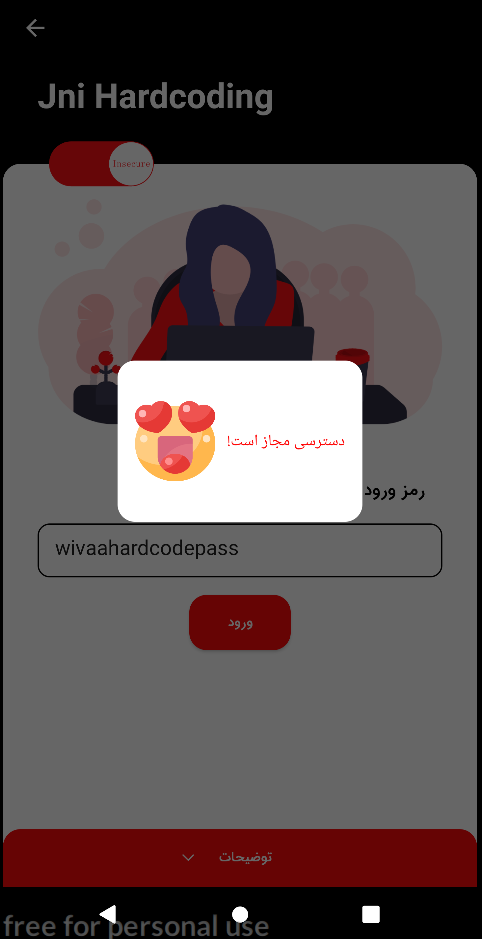 Jni Hardcoding
Insecure
دسترسی مجاز است!
رمز ورود
wivaahardcodepass
ورود
توضیحات
free for personal use